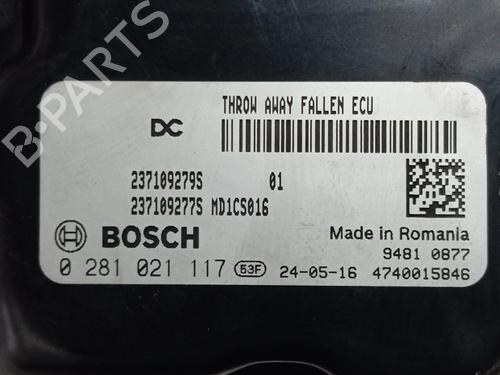 THROW AWAY FALLEN ECU
DC
237109279S 01
237109277S MD1CS016
BOSCH
Made in Romania
9481 0877
0 281 021 117 53F 24-05-16 4740015846
B-PARTS